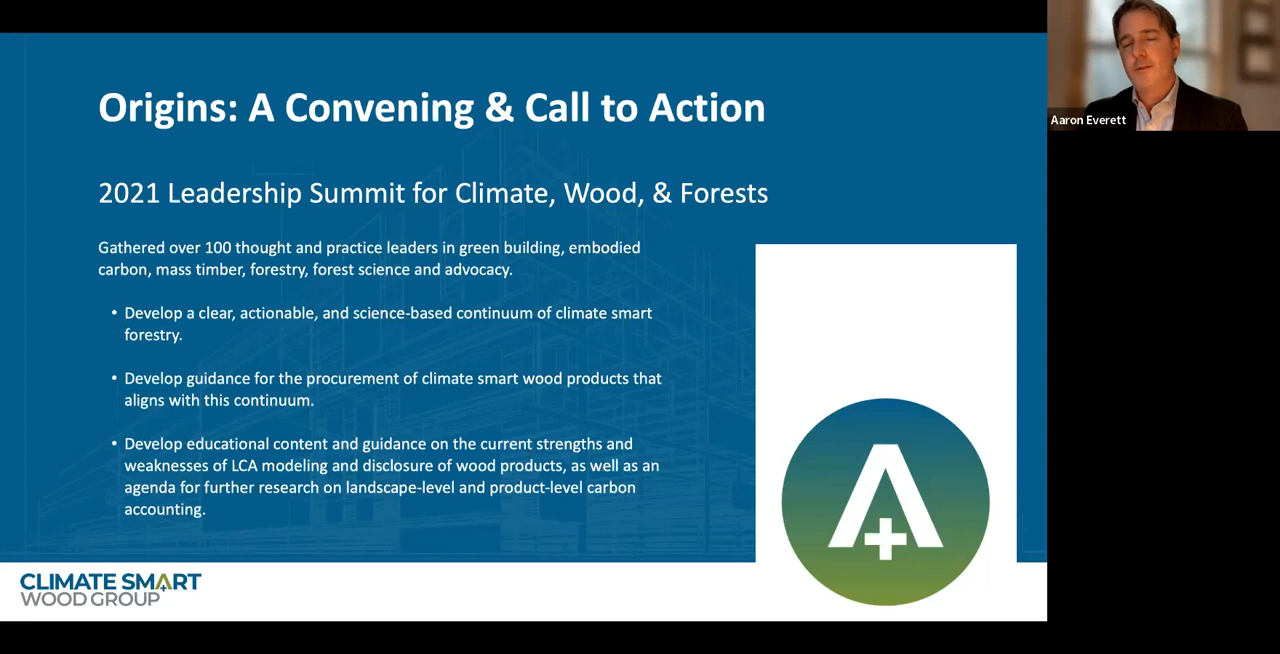 Origins: A Convening & Call to Action
2021 Leadership Summit for Climate, Wood, & Forests
Gathered over 100 thought and practice leaders in green building, embodied
carbon, mass timber, forestry, forest science and advocacy.
• Develop a clear, actionable, and science-based continuum of climate smart
forestry.
• Develop guidance for the procurement of climate smart wood products that
aligns with this continuum.
• Develop educational content and guidance on the current strengths and
weaknesses of LCA modeling and disclosure of wood products, as well as an
agenda for further research on landscape-level and product-level carbon
accounting.
CLIMATE SMART
WOOD GROUP
Aaron Everett